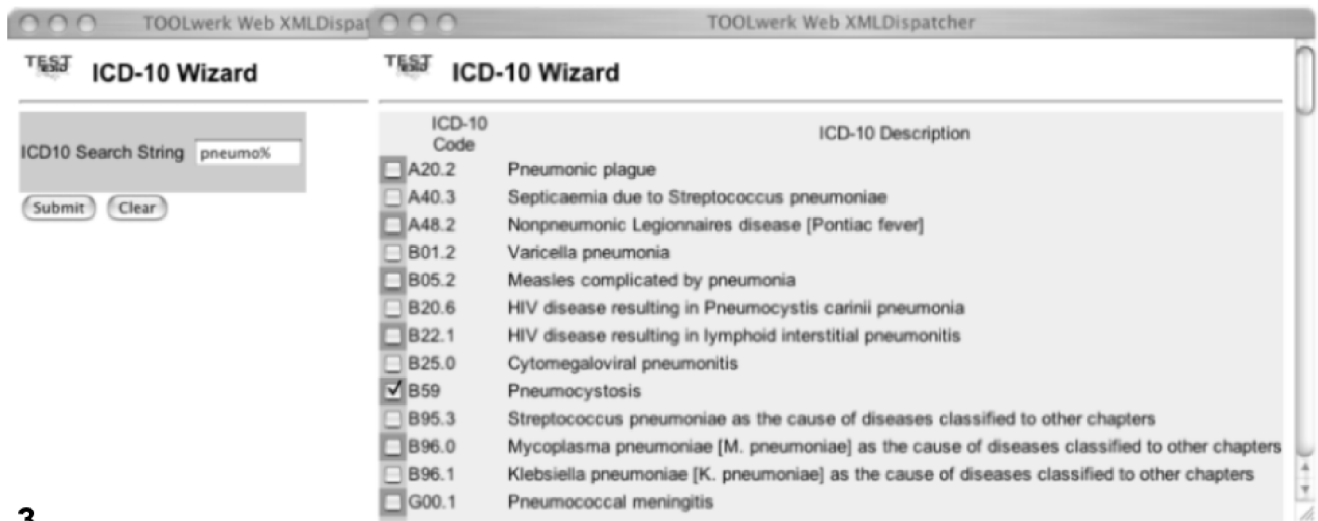 TOOLwerk Web XMLDispat
TEST
ICD-10 Wizard
ICD10 Search String pneumo%
Submit Clear
TOOLwerk Web XMLDispatcher
TEST
ICD-10 Wizard
ICD-10 Code ICD-10 Description
A20.2 Pneumonic plague
A40.3 Septicaemia due to Streptococcus pneumoniae
A48.2 Nonpneumonic Legionnaires disease [Pontiac fever]
B01.2 Varicella pneumonia
B05.2 Measles complicated by pneumonia
B20.6 HIV disease resulting in Pneumocystis carinii pneumonia
B22.1 HIV disease resulting in lymphoid interstitial pneumonitis
B25.0 Cytomegaloviral pneumonitis
B59 Pneumocystosis
B95.3 Streptococcus pneumoniae as the cause of diseases classified to other chapters
B96.0 Mycoplasma pneumoniae [M. pneumoniae] as the cause of diseases classified to other chapters
B96.1 Klebsiella pneumoniae [K. pneumoniae] as the cause of diseases classified to other chapters
G00.1 Pneumococcal meningitis
3